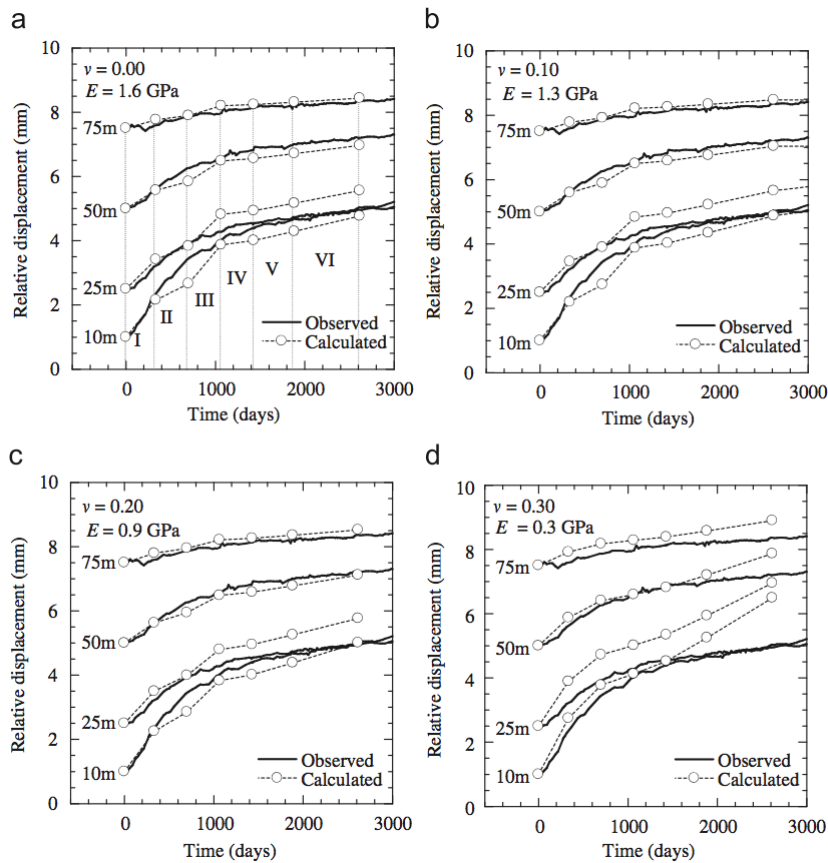 a
ν = 0.00
E = 1.6 GPa
75m
50m
25m
10m
I
II
III
IV
V
VI
Observed
Calculated
0
2
4
6
8
10
0
1000
2000
3000
Relative displacement (mm)
Time (days)
b
ν = 0.10
E = 1.3 GPa
75m
50m
25m
10m
Observed
Calculated
0
2
4
6
8
10
0
1000
2000
3000
Relative displacement (mm)
Time (days)
c
ν = 0.20
E = 0.9 GPa
75m
50m
25m
10m
Observed
Calculated
0
2
4
6
8
10
0
1000
2000
3000
Relative displacement (mm)
Time (days)
d
ν = 0.30
E = 0.3 GPa
75m
50m
25m
10m
Observed
Calculated
0
2
4
6
8
10
0
1000
2000
3000
Relative displacement (mm)
Time (days)